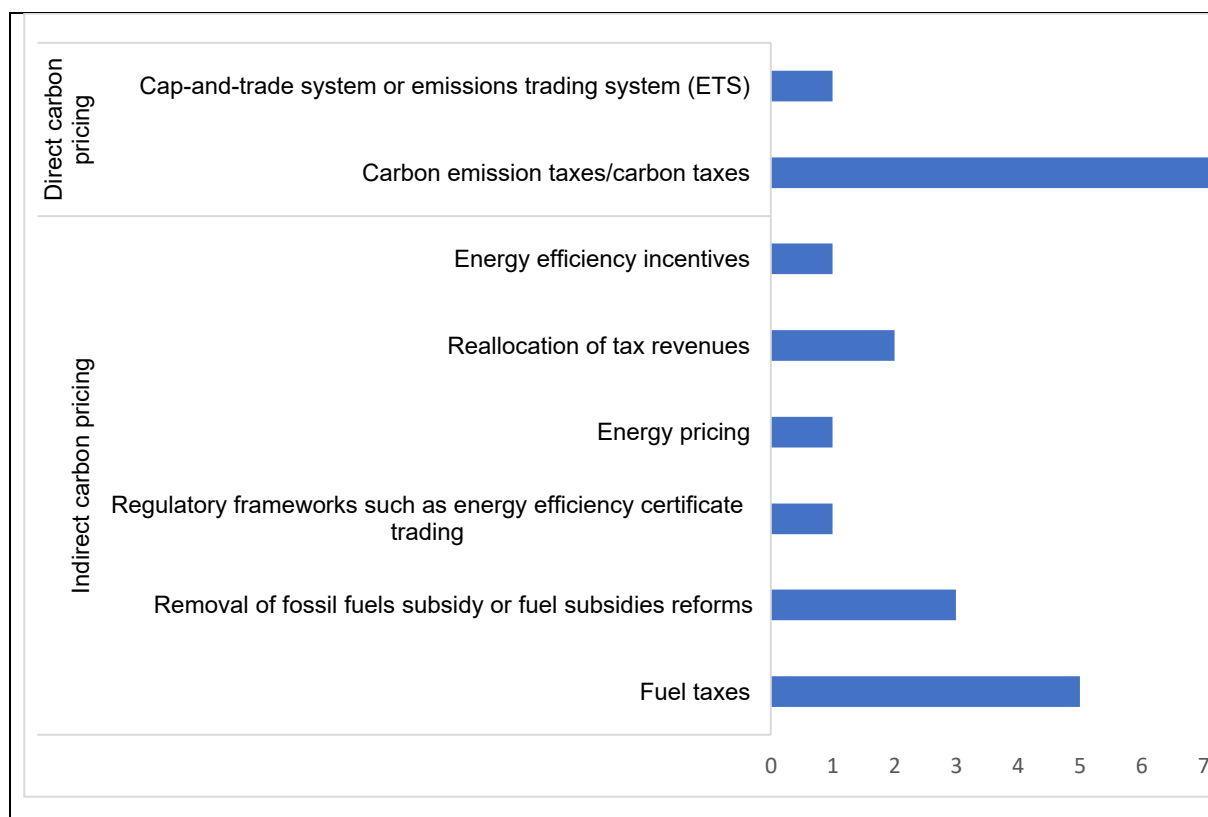 Direct carbon
pricing
Cap-and-trade system or emissions trading system (ETS)
Carbon emission taxes/carbon taxes
Indirect carbon pricing
Energy efficiency incentives
Reallocation of tax revenues
Energy pricing
Regulatory frameworks such as energy efficiency certificate
trading
Removal of fossil fuels subsidy or fuel subsidies reforms
Fuel taxes
0 1 2 3 4 5 6 7